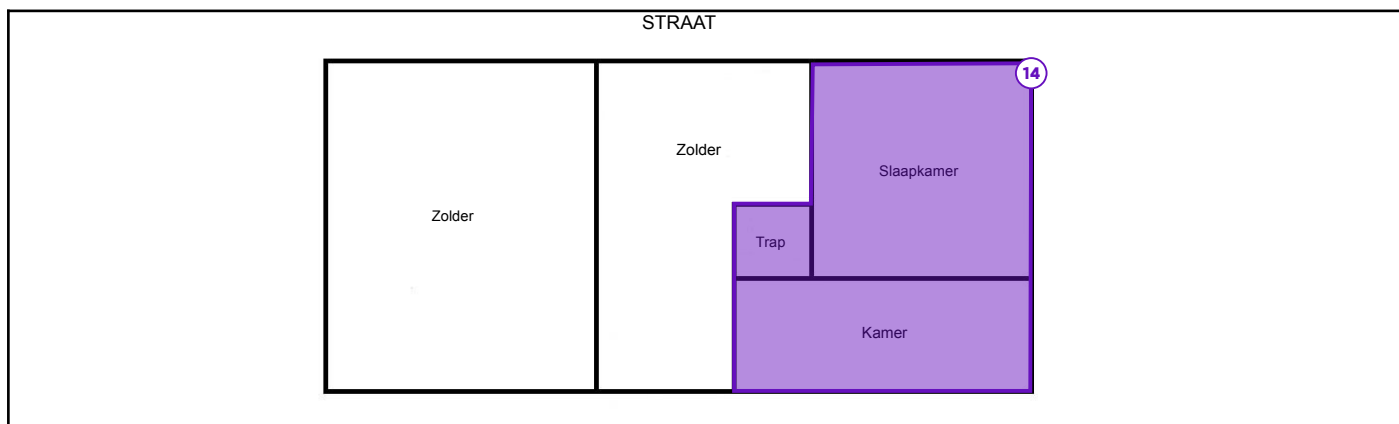 STRAAT
14
Zolder
Slaapkamer
Zolder
Trap
Kamer